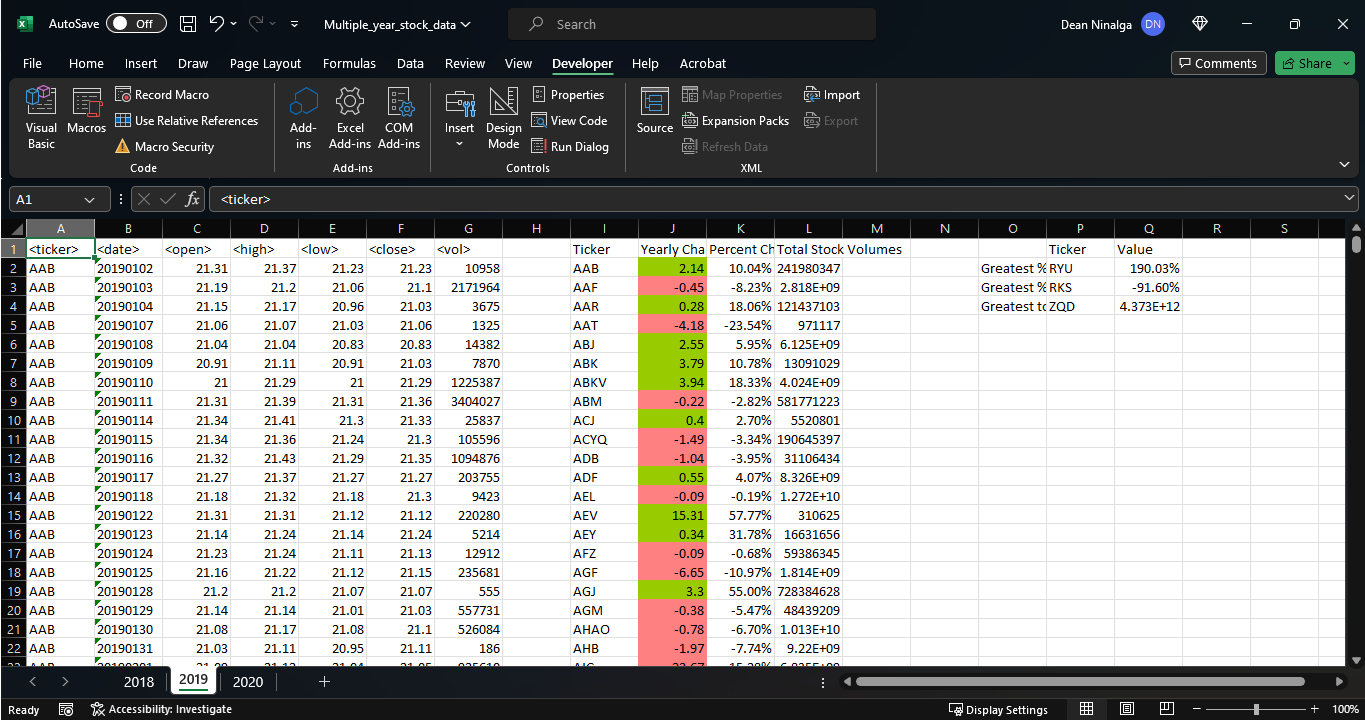 AutoSave Off Multiple_year_stock_data Search Dean Ninalga DN
File Home Insert Draw Page Layout Formulas Data Review View Developer Help Acrobat Comments Share
Visual Basic Macros Record Macro Use Relative References Macro Security Code
Add-ins Excel Add-ins COM Add-ins Add-ins
Insert Design Mode Properties View Code Run Dialog Controls
Source Map Properties Expansion Packs Refresh Data Import Export XML
A1 fx <ticker>
A B C D E F G H I J K L M N O P Q R S
1 <ticker> <date> <open> <high> <low> <close> <vol> Ticker Yearly Cha Percent Ch Total Stock Volumes Ticker Value
2 AAB 20190102 21.31 21.37 21.23 21.23 10958 AAB 2.14 10.04% 241980347 Greatest % RYU 190.03%
3 AAB 20190103 21.19 21.2 21.06 21.1 2171964 AAF -0.45 -8.23% 2.818E+09 Greatest % RKS -91.60%
4 AAB 20190104 21.15 21.17 20.96 21.03 3675 AAR 0.28 18.06% 121437103 Greatest to ZQD 4.373E+12
5 AAB 20190107 21.06 21.07 21.03 21.06 1325 AAT -4.18 -23.54% 971117
6 AAB 20190108 21.04 21.04 20.83 20.83 14382 ABJ 2.55 5.95% 6.125E+09
7 AAB 20190109 20.91 21.11 20.91 21.03 7870 ABK 3.79 10.78% 13091029
8 AAB 20190110 21 21.29 21 21.29 1225387 ABKV 3.94 18.33% 4.024E+09
9 AAB 20190111 21.31 21.39 21.31 21.36 3404027 ABM -0.22 -2.82% 581771223
10 AAB 20190114 21.34 21.41 21.3 21.33 25837 ACJ 0.4 2.70% 5520801
11 AAB 20190115 21.34 21.36 21.24 21.3 105596 ACYQ -1.49 -3.34% 190645397
12 AAB 20190116 21.32 21.43 21.29 21.35 1094876 ADB -1.04 -3.95% 31106434
13 AAB 20190117 21.27 21.37 21.27 21.27 203755 ADF 0.55 4.07% 8.326E+09
14 AAB 20190118 21.18 21.32 21.18 21.3 9423 AEL -0.09 -0.19% 1.272E+10
15 AAB 20190122 21.31 21.31 21.12 21.12 220280 AEV 15.31 57.77% 310625
16 AAB 20190123 21.14 21.24 21.14 21.24 5214 AEY 0.34 31.78% 16631656
17 AAB 20190124 21.23 21.24 21.11 21.13 12912 AFZ -0.09 -0.68% 59386345
18 AAB 20190125 21.16 21.22 21.12 21.15 235681 AGF -6.65 -10.97% 1.814E+09
19 AAB 20190128 21.2 21.2 21.07 21.07 555 AGJ 3.3 55.00% 728384628
20 AAB 20190129 21.14 21.14 21.01 21.03 557731 AGM -0.38 -5.47% 48439209
21 AAB 20190130 21.08 21.17 21.08 21.1 526084 AHAO -0.78 -6.70% 1.013E+10
22 AAB 20190131 21.03 21.11 20.95 21.11 186 AHB -1.97 -7.74% 9.22E+09
2018 2019 2020
Ready Accessibility: Investigate Display Settings 100%